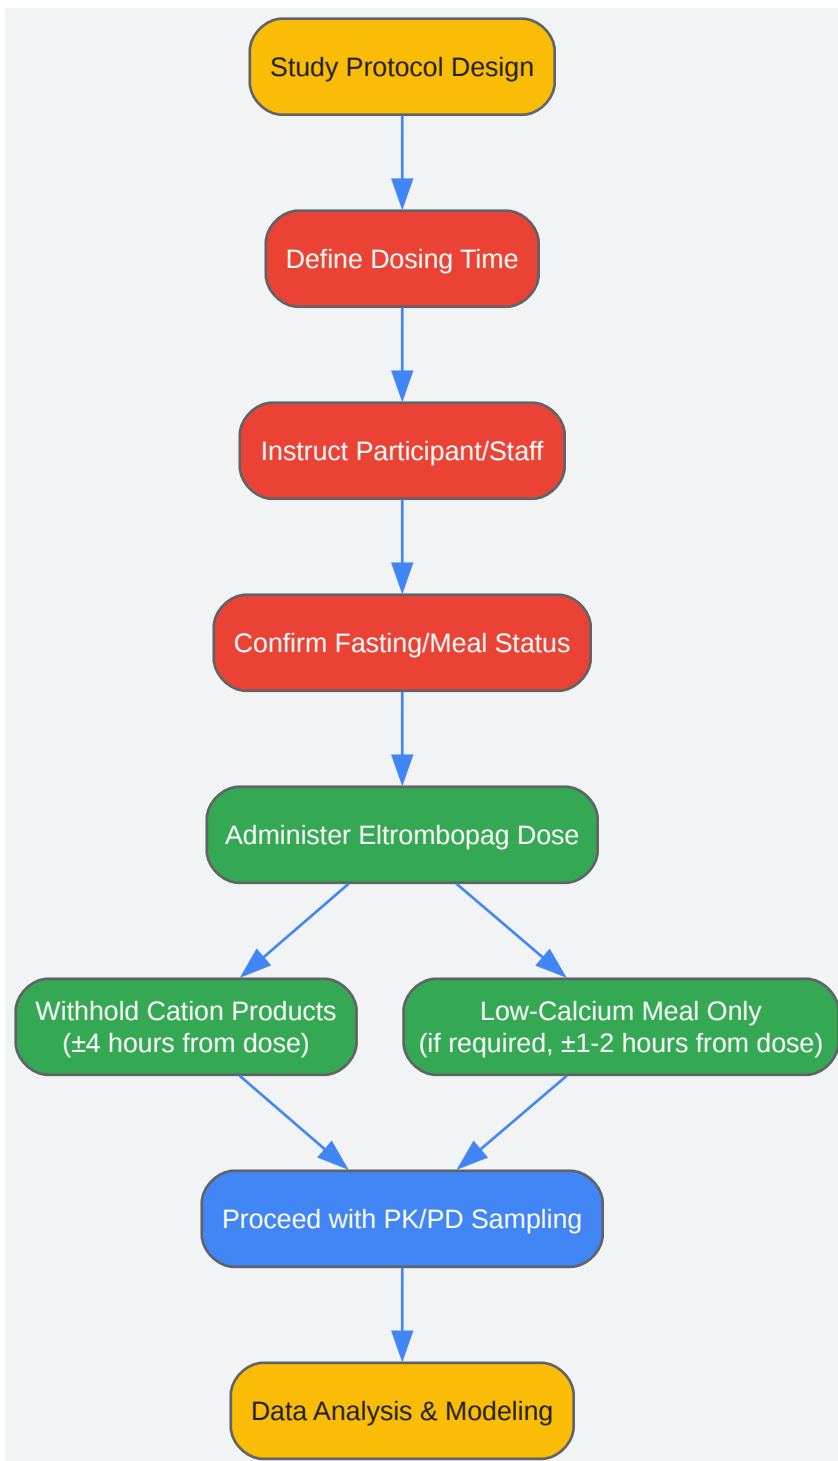 Study Protocol Design
Define Dosing Time
Instruct Participant/Staff
Confirm Fasting/Meal Status
Administer Eltrombopag Dose
Withhold Cation Products
(±4 hours from dose)
Low-Calcium Meal Only
(if required, ±1-2 hours from dose)
Proceed with PK/PD Sampling
Data Analysis & Modeling